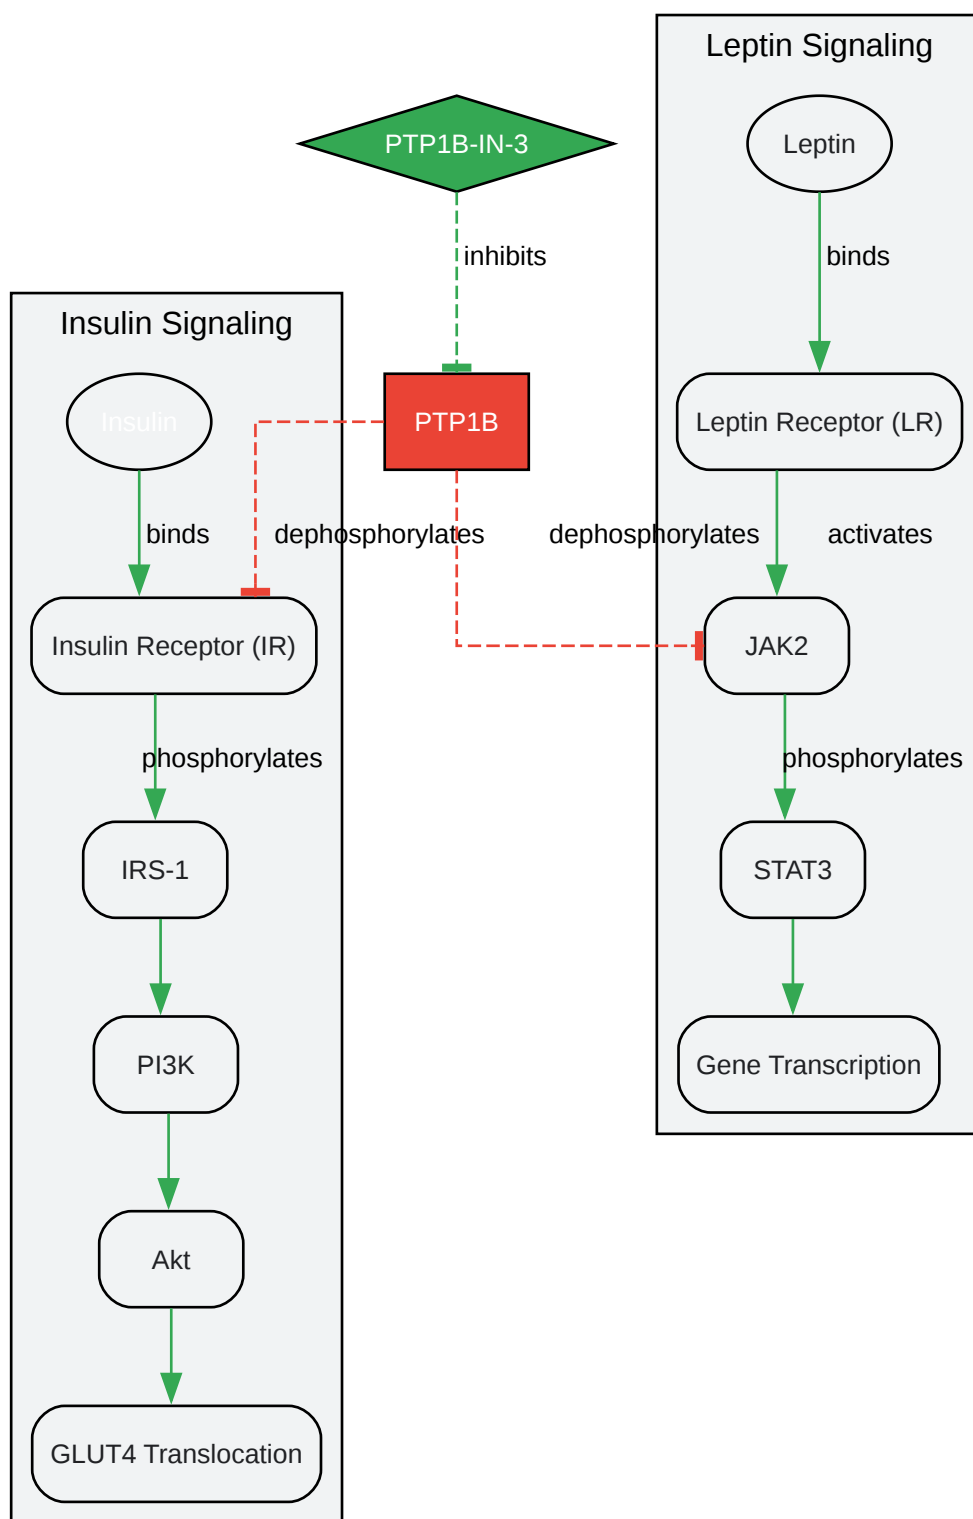 Leptin Signaling
PTP1B-IN-3
Leptin
inhibits
binds
Insulin Signaling
Insulin
PTP1B
Leptin Receptor (LR)
binds
dephosphorylates
dephosphorylates
activates
Insulin Receptor (IR)
JAK2
phosphorylates
phosphorylates
IRS-1
STAT3
PI3K
Gene Transcription
Akt
GLUT4 Translocation